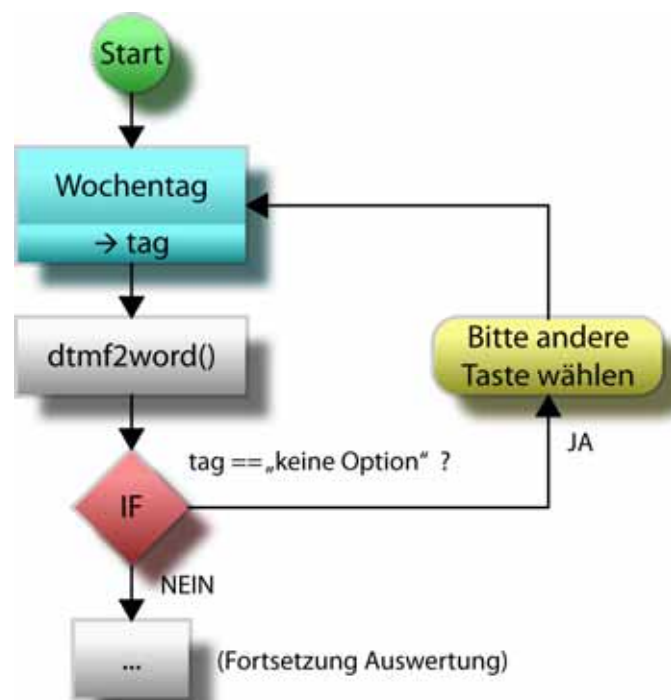 Start
Wochentag
→ tag
dtmf2word()
Bitte andere
Taste wählen
tag == „keine Option“ ?
JA
IF
NEIN
...
(Fortsetzung Auswertung)